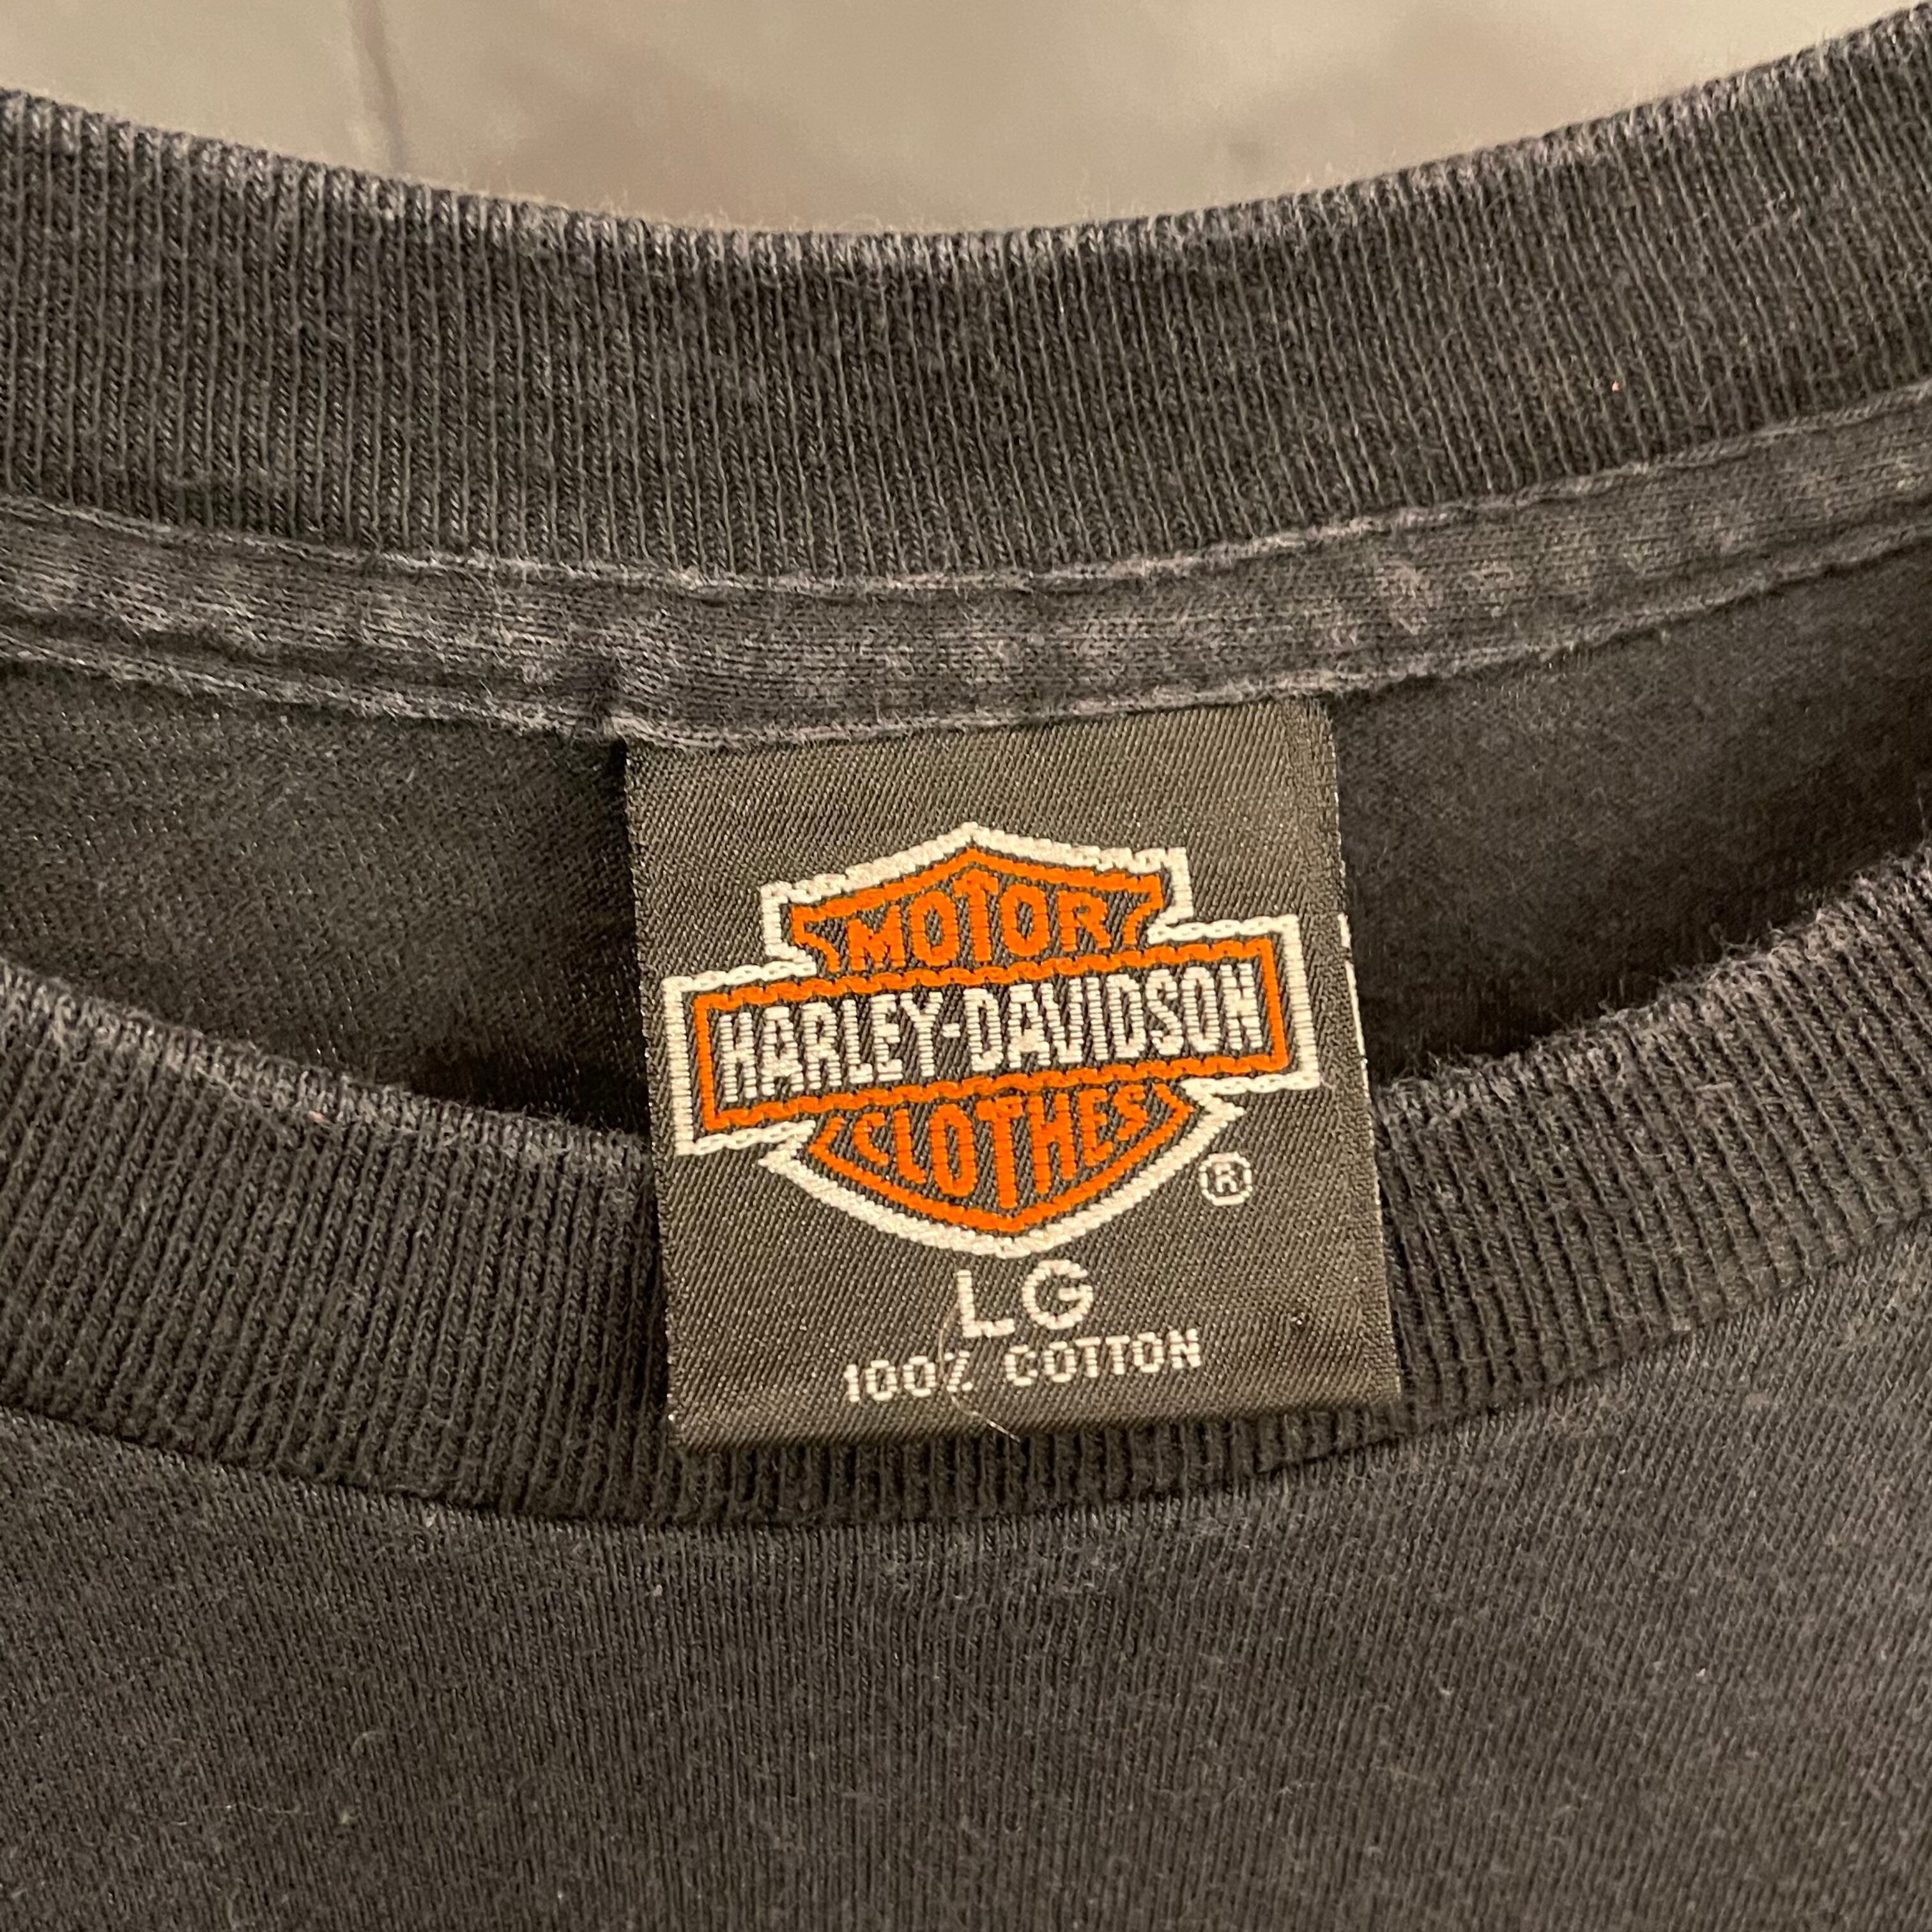 MOTOR
HARLEY-DAVIDSON
CLOTHES
®
LG
100% COTTON